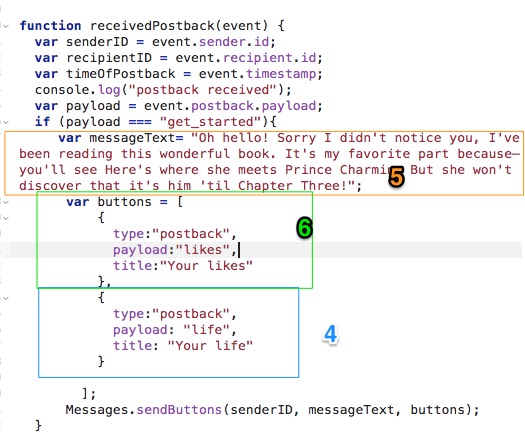 function receivedPostback(event) {
var senderID = event.sender.id;
var recipientID = event.recipient.id;
var timeOfPostback = event.timestamp;
console.log("postback received");
var payload = event.postback.payload;
if (payload === "get_started"){
var messageText= "Oh hello! Sorry I didn't notice you, I've
been reading this wonderful book. It's my favorite part because—
you'll see Here's where she meets Prince Charming But she won't
discover that it's him 'til Chapter Three!";
5
var buttons = [
{
6
type:"postback",
payload:"likes",
title:"Your likes"
},
{
type:"postback",
payload: "life",
4
title: "Your life"
}
];
Messages.sendButtons(senderID, messageText, buttons);
}